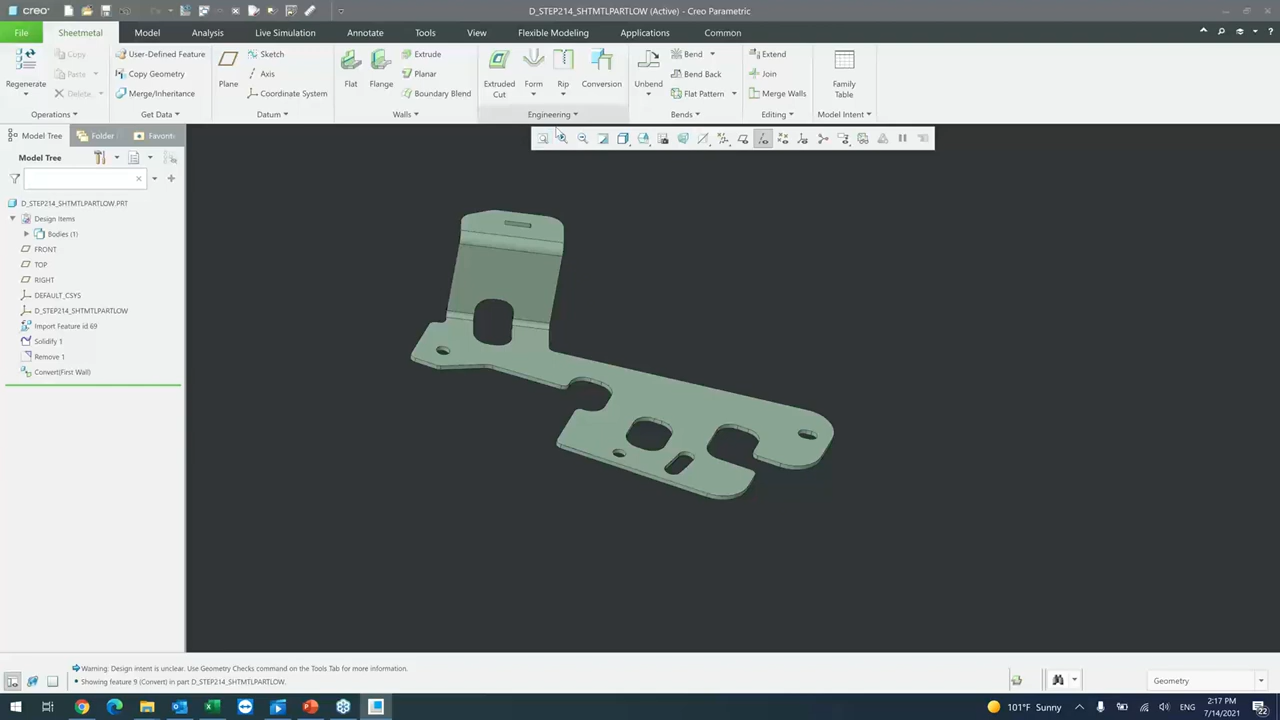 creo
D_STEP214_SHTMTLPARTLOW (Active) - Creo Parametric
File Sheetmetal Model Analysis Live Simulation Annotate Tools View Flexible Modeling Applications Common
Regenerate
Copy
Paste
Delete
Operations
User-Defined Feature
Copy Geometry
Merge/Inheritance
Get Data
Plane
Sketch
Axis
Coordinate System
Datum
Flat
Flange
Extrude
Planar
Boundary Blend
Walls
Extruded
Cut
Form
Rip
Conversion
Engineering
Unbend
Bend
Bend Back
Flat Pattern
Bends
Extend
Join
Merge Walls
Editing
Family
Table
Model Intent
Model Tree
Folder
Favorit
Model Tree
D_STEP214_SHTMTLPARTLOW.PRT
Design Items
Bodies (1)
FRONT
TOP
RIGHT
DEFAULT_CSYS
D_STEP214_SHTMTLPARTLOW
Import Feature id 69
Solidify 1
Remove 1
Convert(First Wall)
Warning: Design intent is unclear. Use Geometry Checks command on the Tools Tab for more information.
Showing feature 9 (Convert) in part D_STEP214_SHTMTLPARTLOW.
Geometry
101°F Sunny
ENG
2:17 PM
7/14/2021
22